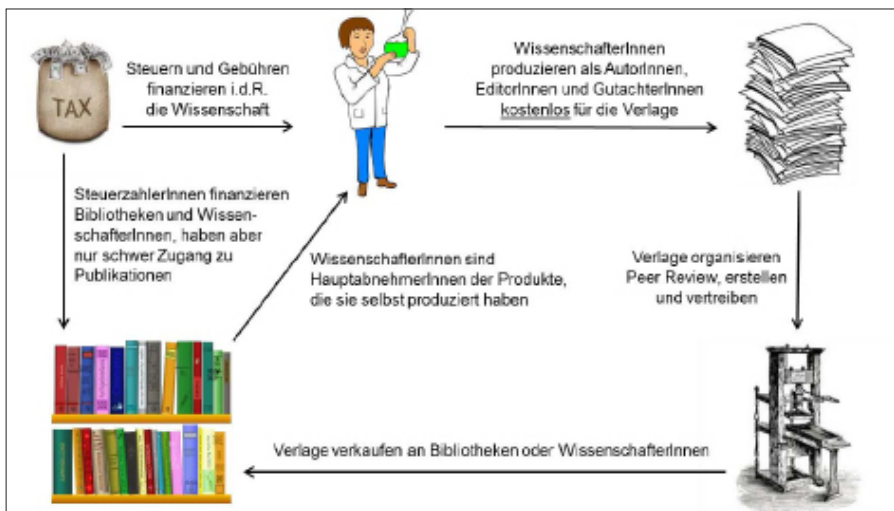 TAX
Steuern und Gebühren
finanzieren i.d.R.
die Wissenschaft
WissenschafterInnen
produzieren als AutorInnen,
EditorInnen und GutachterInnen
kostenlos für die Verlage
SteuerzahlerInnen finanzieren
Bibliotheken und Wissen-
schafterInnen, haben aber
nur schwer Zugang zu
Publikationen
WissenschafterInnen sind
HauptabnehmerInnen der Produkte,
die sie selbst produziert haben
Verlage organisieren
Peer Review, erstellen
und vertreiben
Verlage verkaufen an Bibliotheken oder WissenschafterInnen